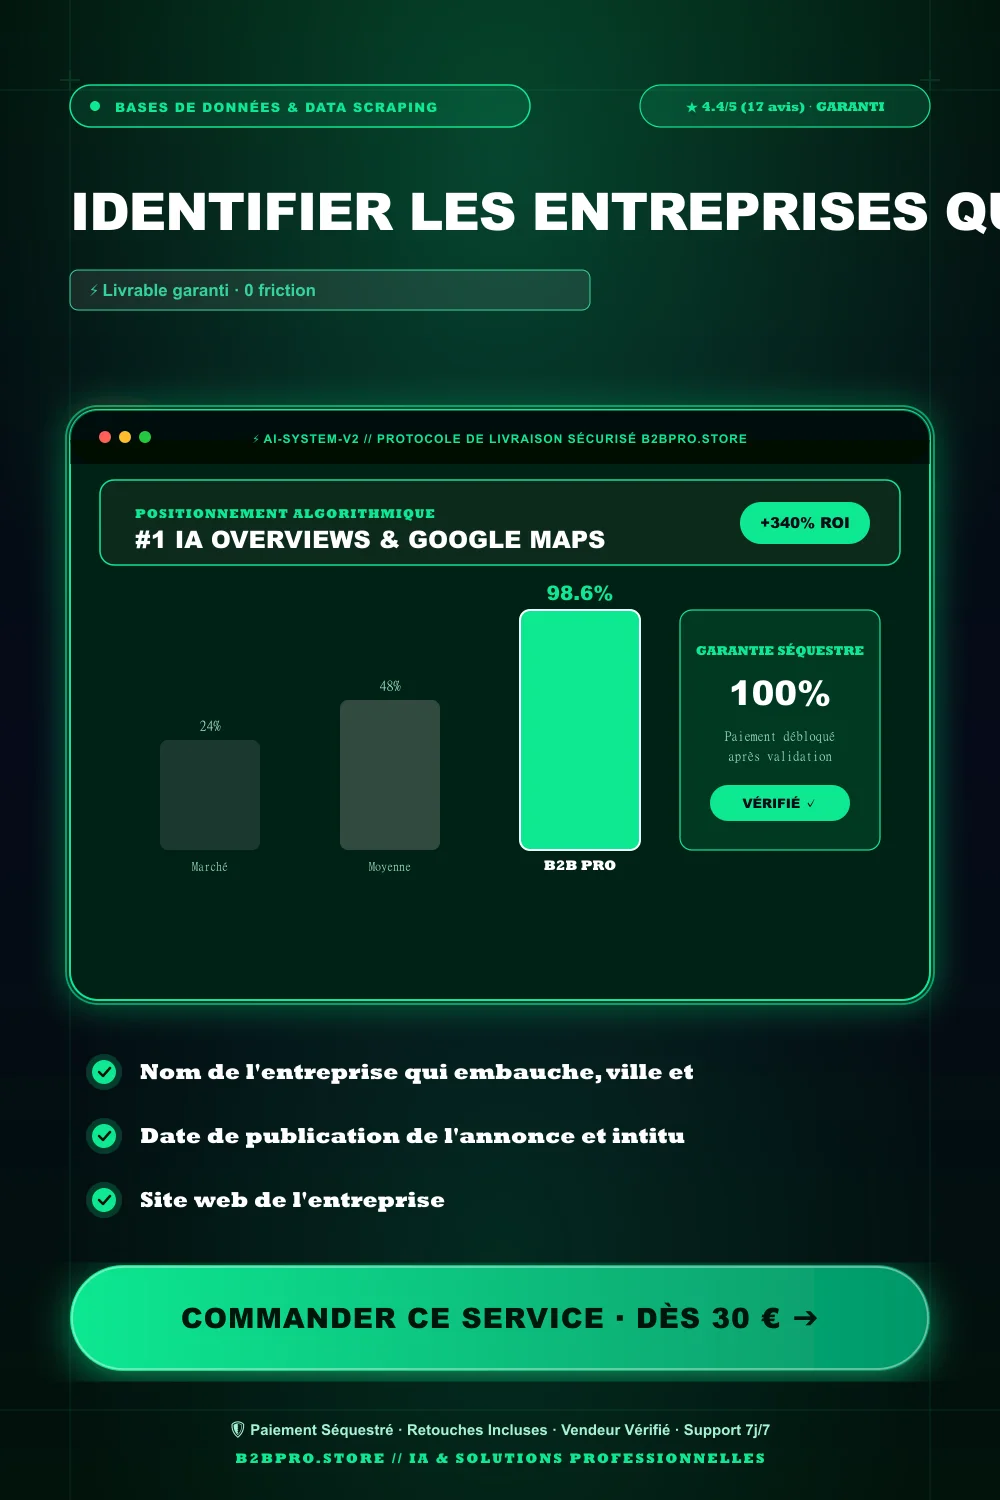 BASES DE DONNÉES & DATA SCRAPING
★ 4.4/5 (17 avis) · GARANTI
IDENTIFIER LES ENTREPRISES QU
⚡ Livrable garanti · 0 friction
⚡ AI-SYSTEM-V2 // PROTOCOLE DE LIVRAISON SÉCURISÉ B2BPRO.STORE
POSITIONNEMENT ALGORITHMIQUE
#1 IA OVERVIEWS & GOOGLE MAPS
+340% ROI
98.6%
48%
24%
GARANTIE SÉQUESTRE
100%
Paiement débloqué
après validation
VÉRIFIÉ ✓
Marché
Moyenne
B2B PRO
Nom de l'entreprise qui embauche, ville et
Date de publication de l'annonce et intitu
Site web de l'entreprise
COMMANDER CE SERVICE · DÈS 30 € ➔
🛡 Paiement Séquestré · Retouches Incluses · Vendeur Vérifié · Support 7j/7
B2BPRO.STORE // IA & SOLUTIONS PROFESSIONNELLES